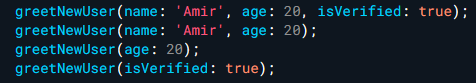 greetNewUser(name: 'Amir', age: 20, isVerified: true);
greetNewUser(name: 'Amir', age: 20);
greetNewUser(age: 20);
greetNewUser(isVerified: true);